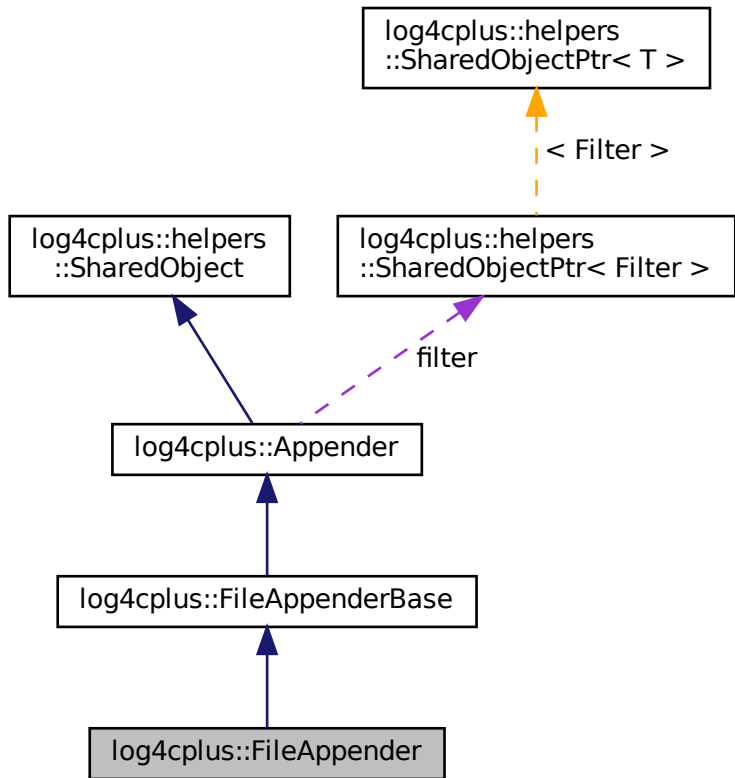 log4cplus::helpers
::SharedObjectPtr< T >
< Filter >
log4cplus::helpers
::SharedObject
log4cplus::helpers
::SharedObjectPtr< Filter >
filter
log4cplus::Appender
log4cplus::FileAppenderBase
log4cplus::FileAppender